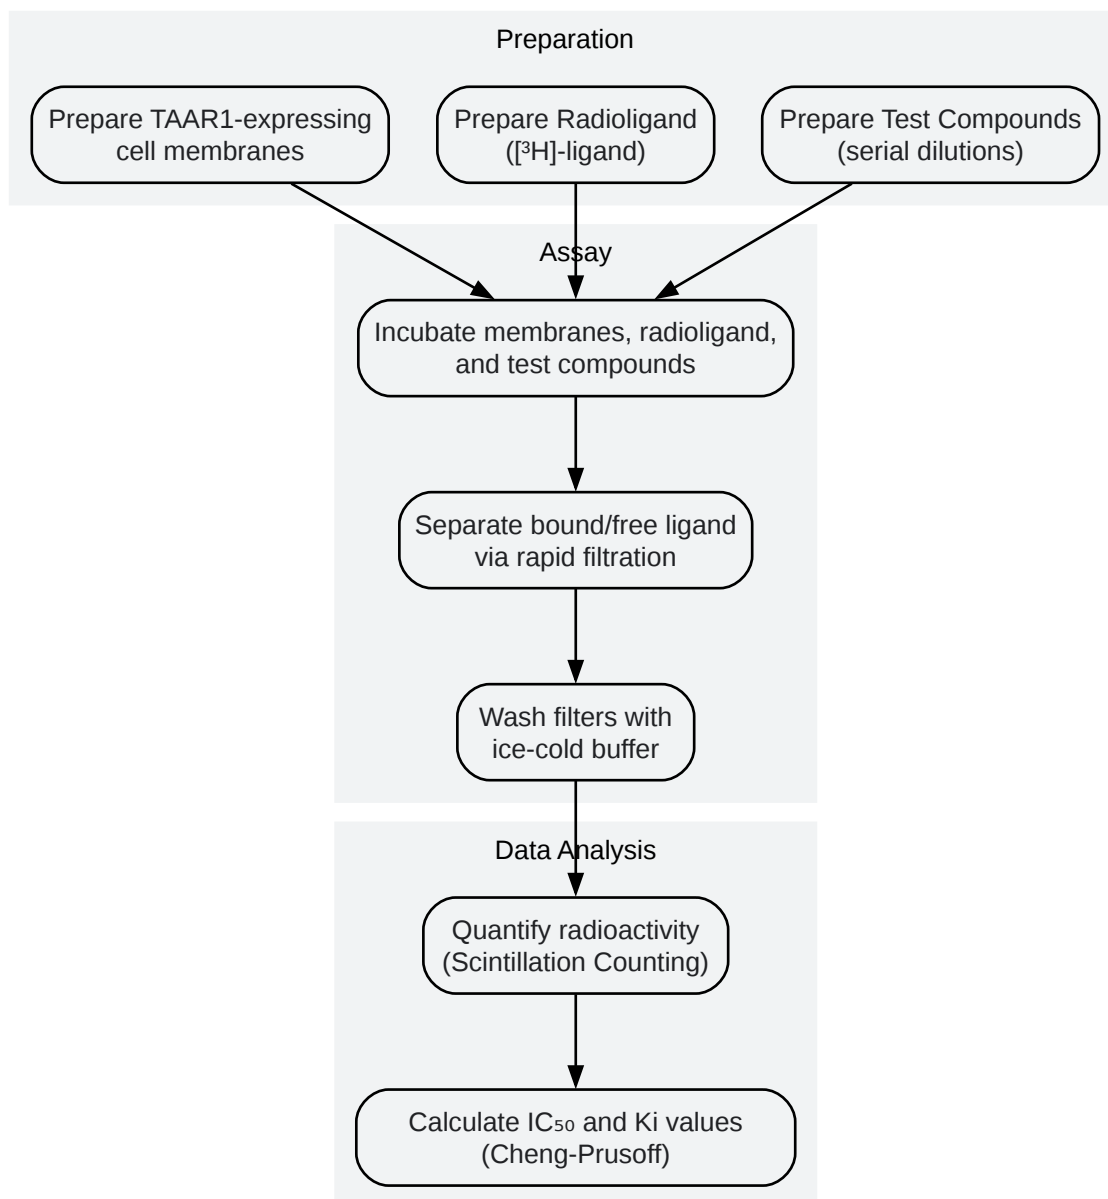 Preparation
Prepare TAAR1-expressing
cell membranes
Prepare Radioligand
([³H]-ligand)
Prepare Test Compounds
(serial dilutions)
Assay
Incubate membranes, radioligand,
and test compounds
Separate bound/free ligand
via rapid filtration
Wash filters with
ice-cold buffer
Data Analysis
Quantify radioactivity
(Scintillation Counting)
Calculate IC₅₀ and Ki values
(Cheng-Prusoff)